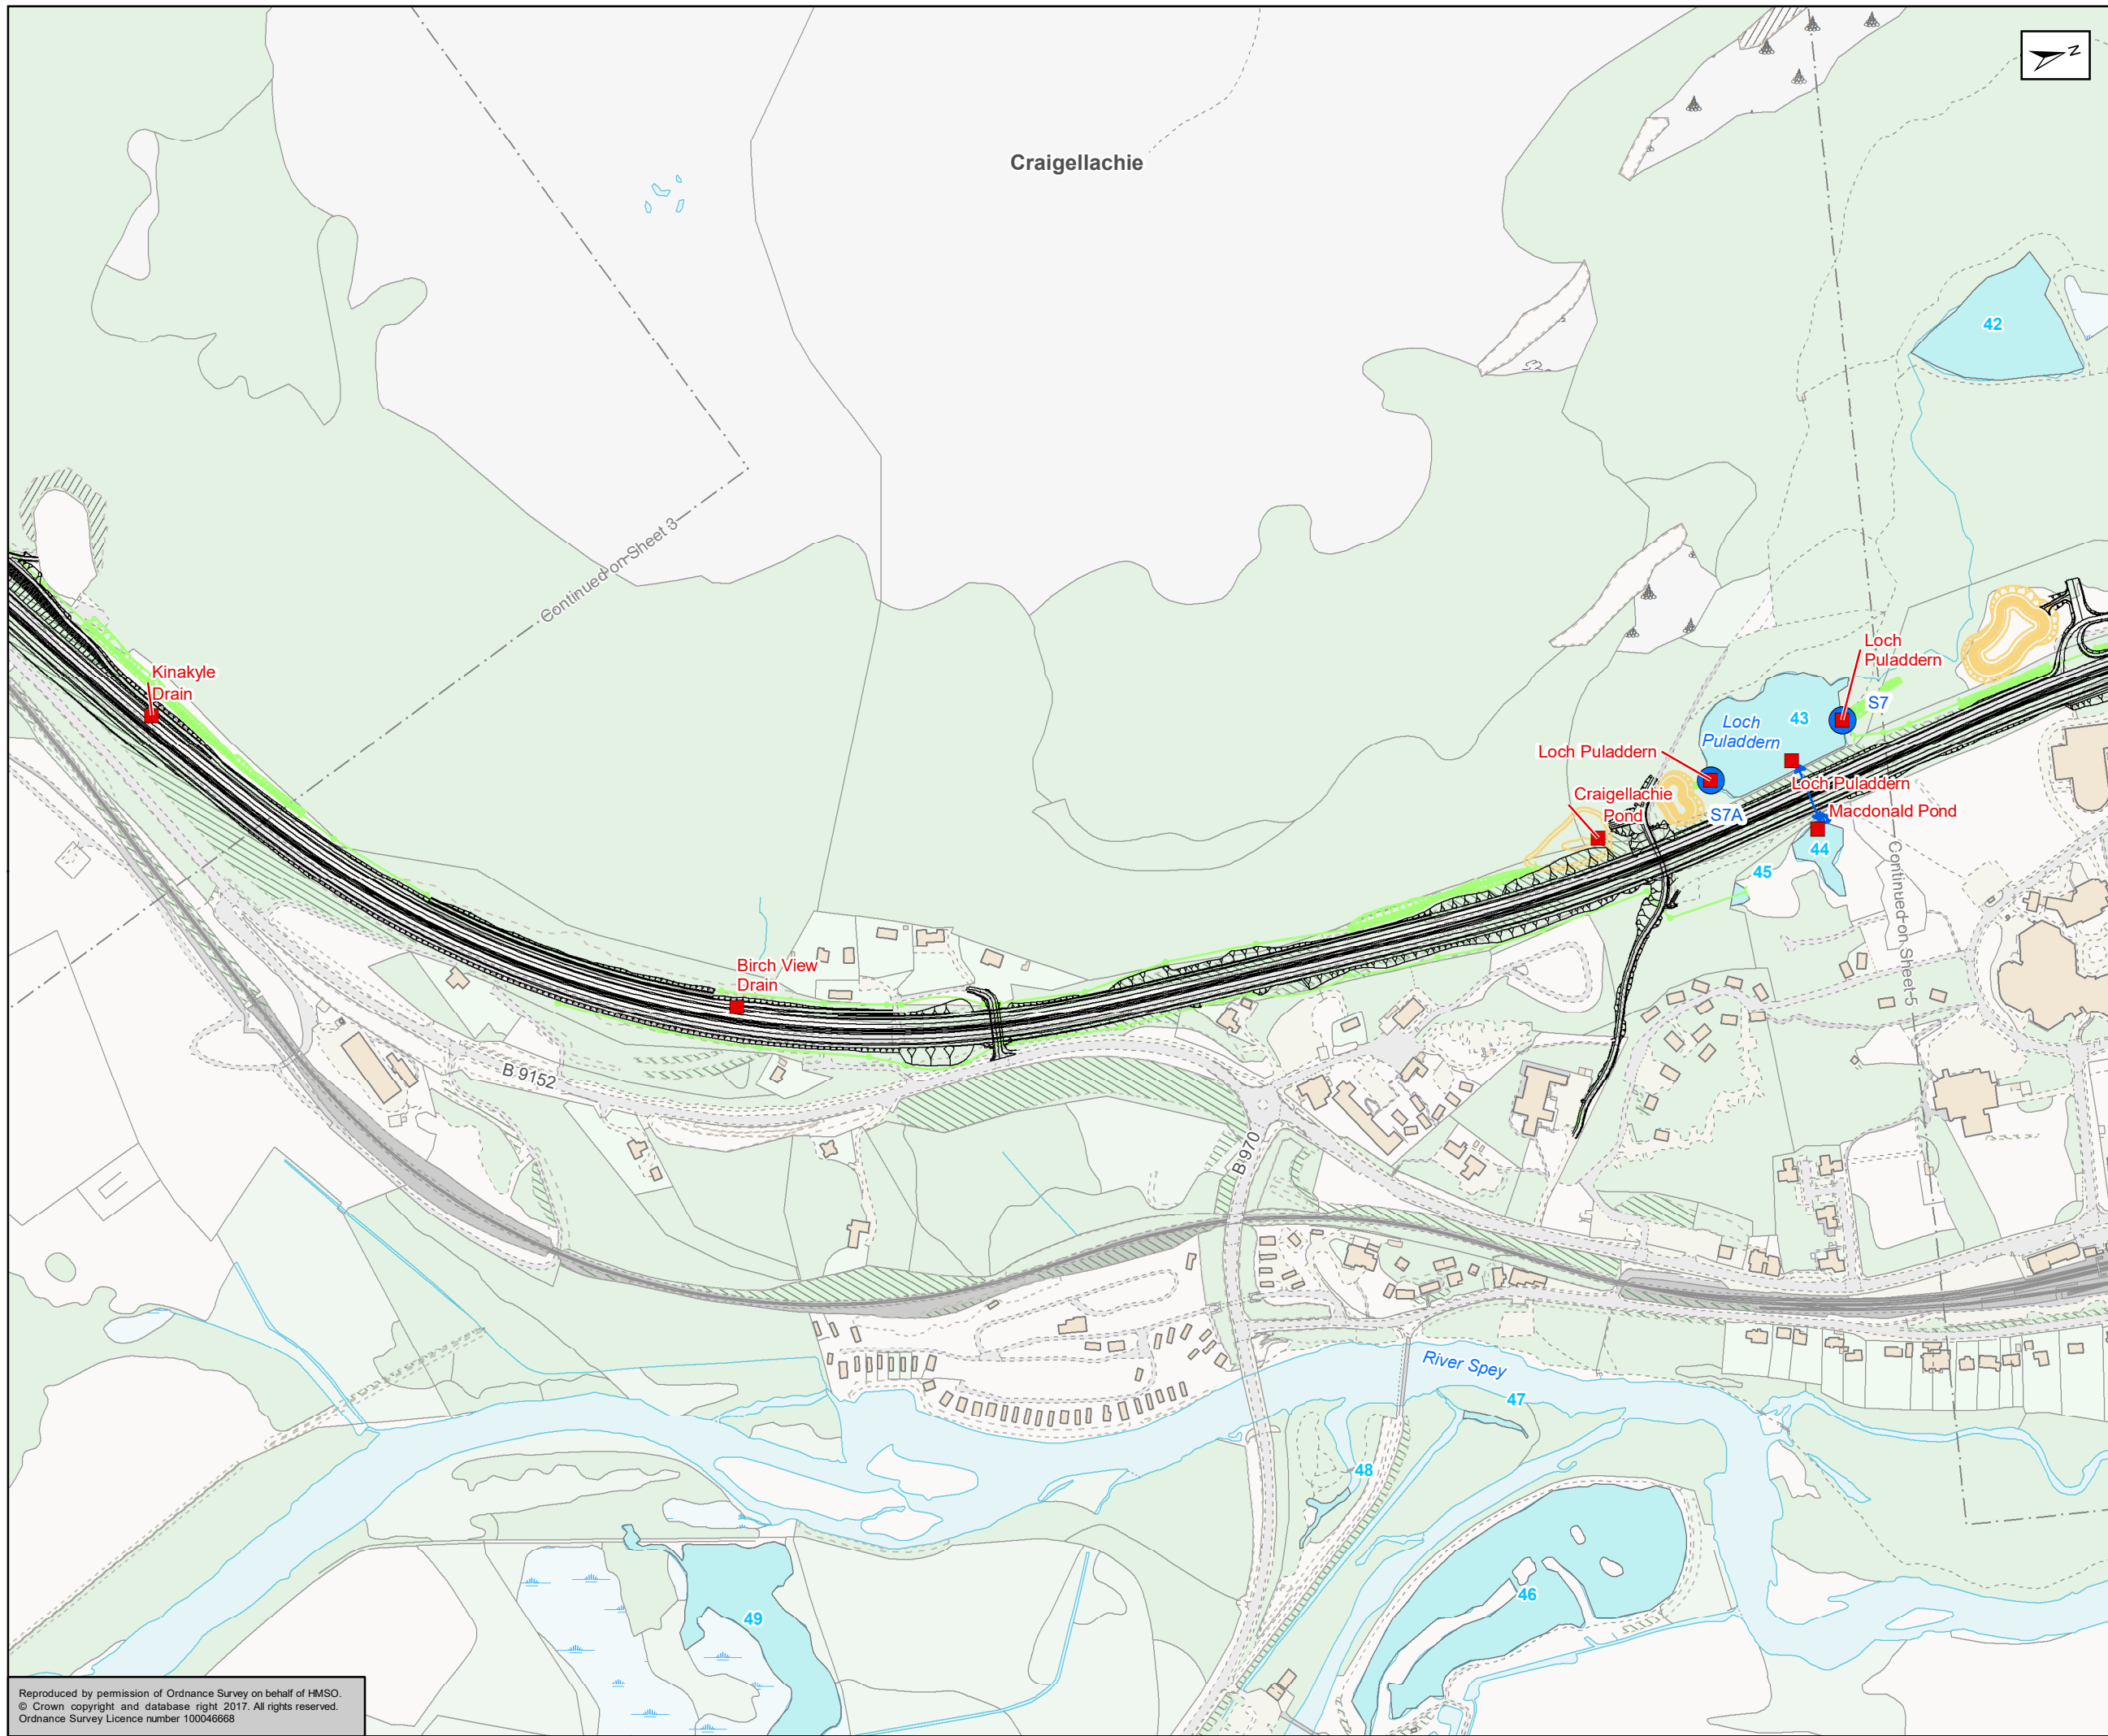 Z
Craigellachie
42
Continued on Sheet 3
Kinakyle
Drain
Loch
Puladdern
S7
43
Loch
Puladdern
Loch Puladdern
Loch Puladdern
Craigellachie
Pond
S7A
Macdonald Pond
44
45
Continued on Sheet 5
Birch View
Drain
B 9152
B 970
River Spey
47
48
46
49
Reproduced by permission of Ordnance Survey on behalf of HMSO.
© Crown copyright and database right 2017. All rights reserved.
Ordnance Survey Licence number 100046668